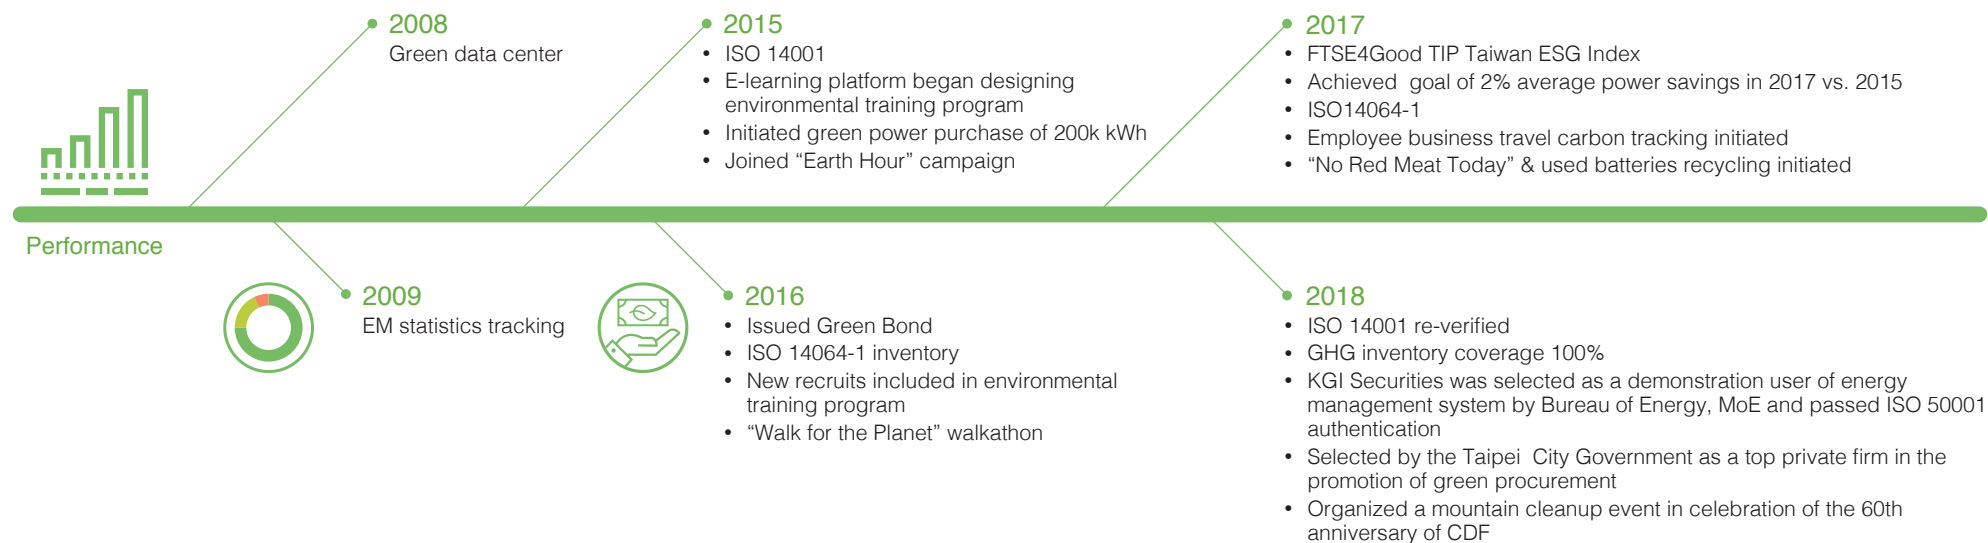 2008
Green data center
2015
• ISO 14001
• E-learning platform began designing
environmental training program
• Initiated green power purchase of 200k kWh
• Joined “Earth Hour” campaign
2017
• FTSE4Good TIP Taiwan ESG Index
• Achieved goal of 2% average power savings in 2017 vs. 2015
• ISO14064-1
• Employee business travel carbon tracking initiated
• “No Red Meat Today” & used batteries recycling initiated
Performance
2009
EM statistics tracking
2016
• Issued Green Bond
• ISO 14064-1 inventory
• New recruits included in environmental
training program
• “Walk for the Planet” walkathon
2018
• ISO 14001 re-verified
• GHG inventory coverage 100%
• KGI Securities was selected as a demonstration user of energy
management system by Bureau of Energy, MoE and passed ISO 50001
authentication
• Selected by the Taipei City Government as a top private firm in the
promotion of green procurement
• Organized a mountain cleanup event in celebration of the 60th
anniversary of CDF